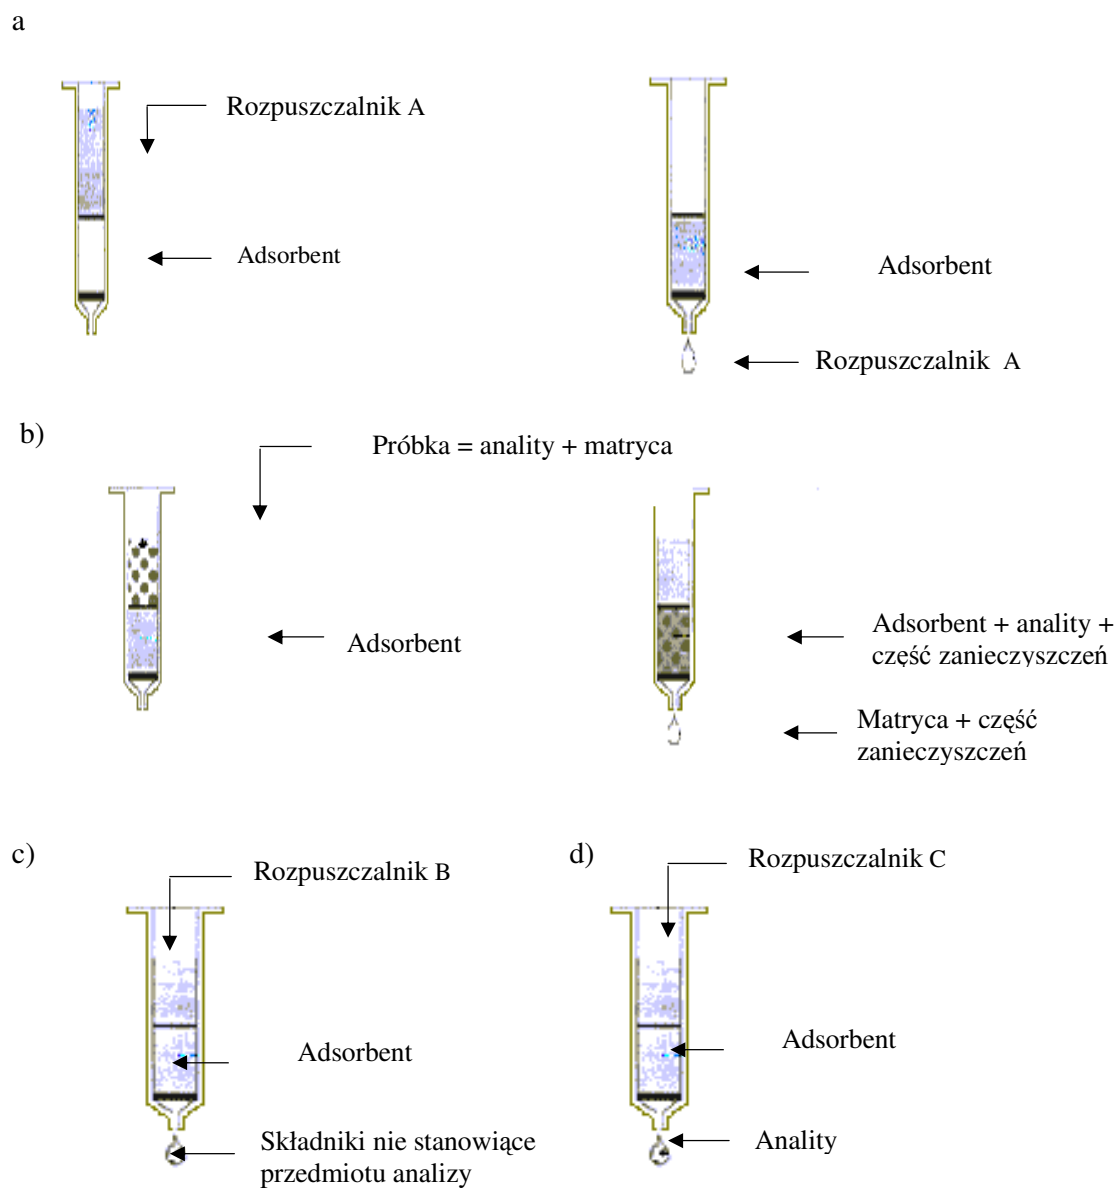 a
Rozpuszczalnik A
Adsorbent
Adsorbent
Rozpuszczalnik A
b)
Próbka = anality + matryca
Adsorbent
Adsorbent + anality +
część zanieczyszczeń
Matryca + część
zanieczyszczeń
c)
Rozpuszczalnik B
Adsorbent
Składniki nie stanowiące
przedmiotu analizy
d)
Rozpuszczalnik C
Adsorbent
Anality